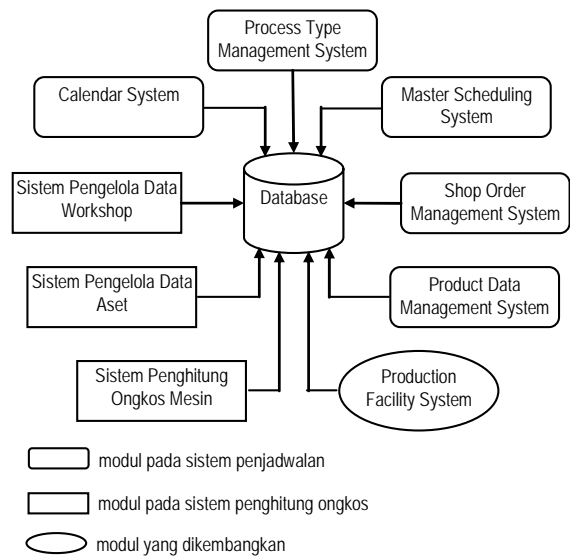 Process Type
Management System
Calendar System
Master Scheduling
System
Sistem Pengelola Data
Workshop
Database
Shop Order
Management System
Sistem Pengelola Data
Aset
Product Data
Management System
Sistem Penghitung
Ongkos Mesin
Production
Facility System
modul pada sistem penjadwalan
modul pada sistem penghitung ongkos
modul yang dikembangkan